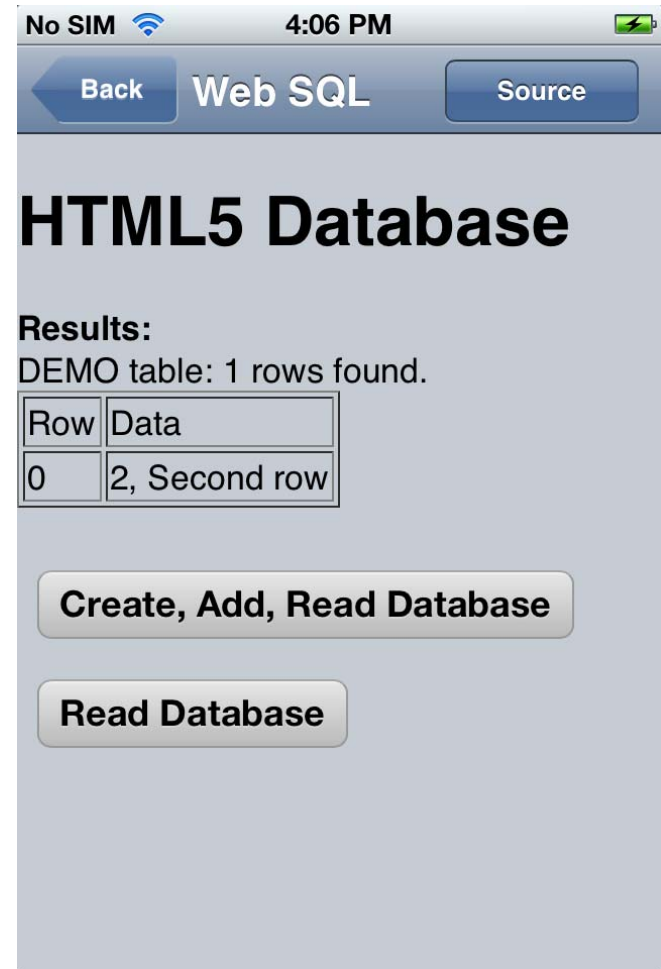 No SIM 4:06 PM
Back Web SQL Source
HTML5 Database
Results:
DEMO table: 1 rows found.
Row Data
0 2, Second row
Create, Add, Read Database
Read Database